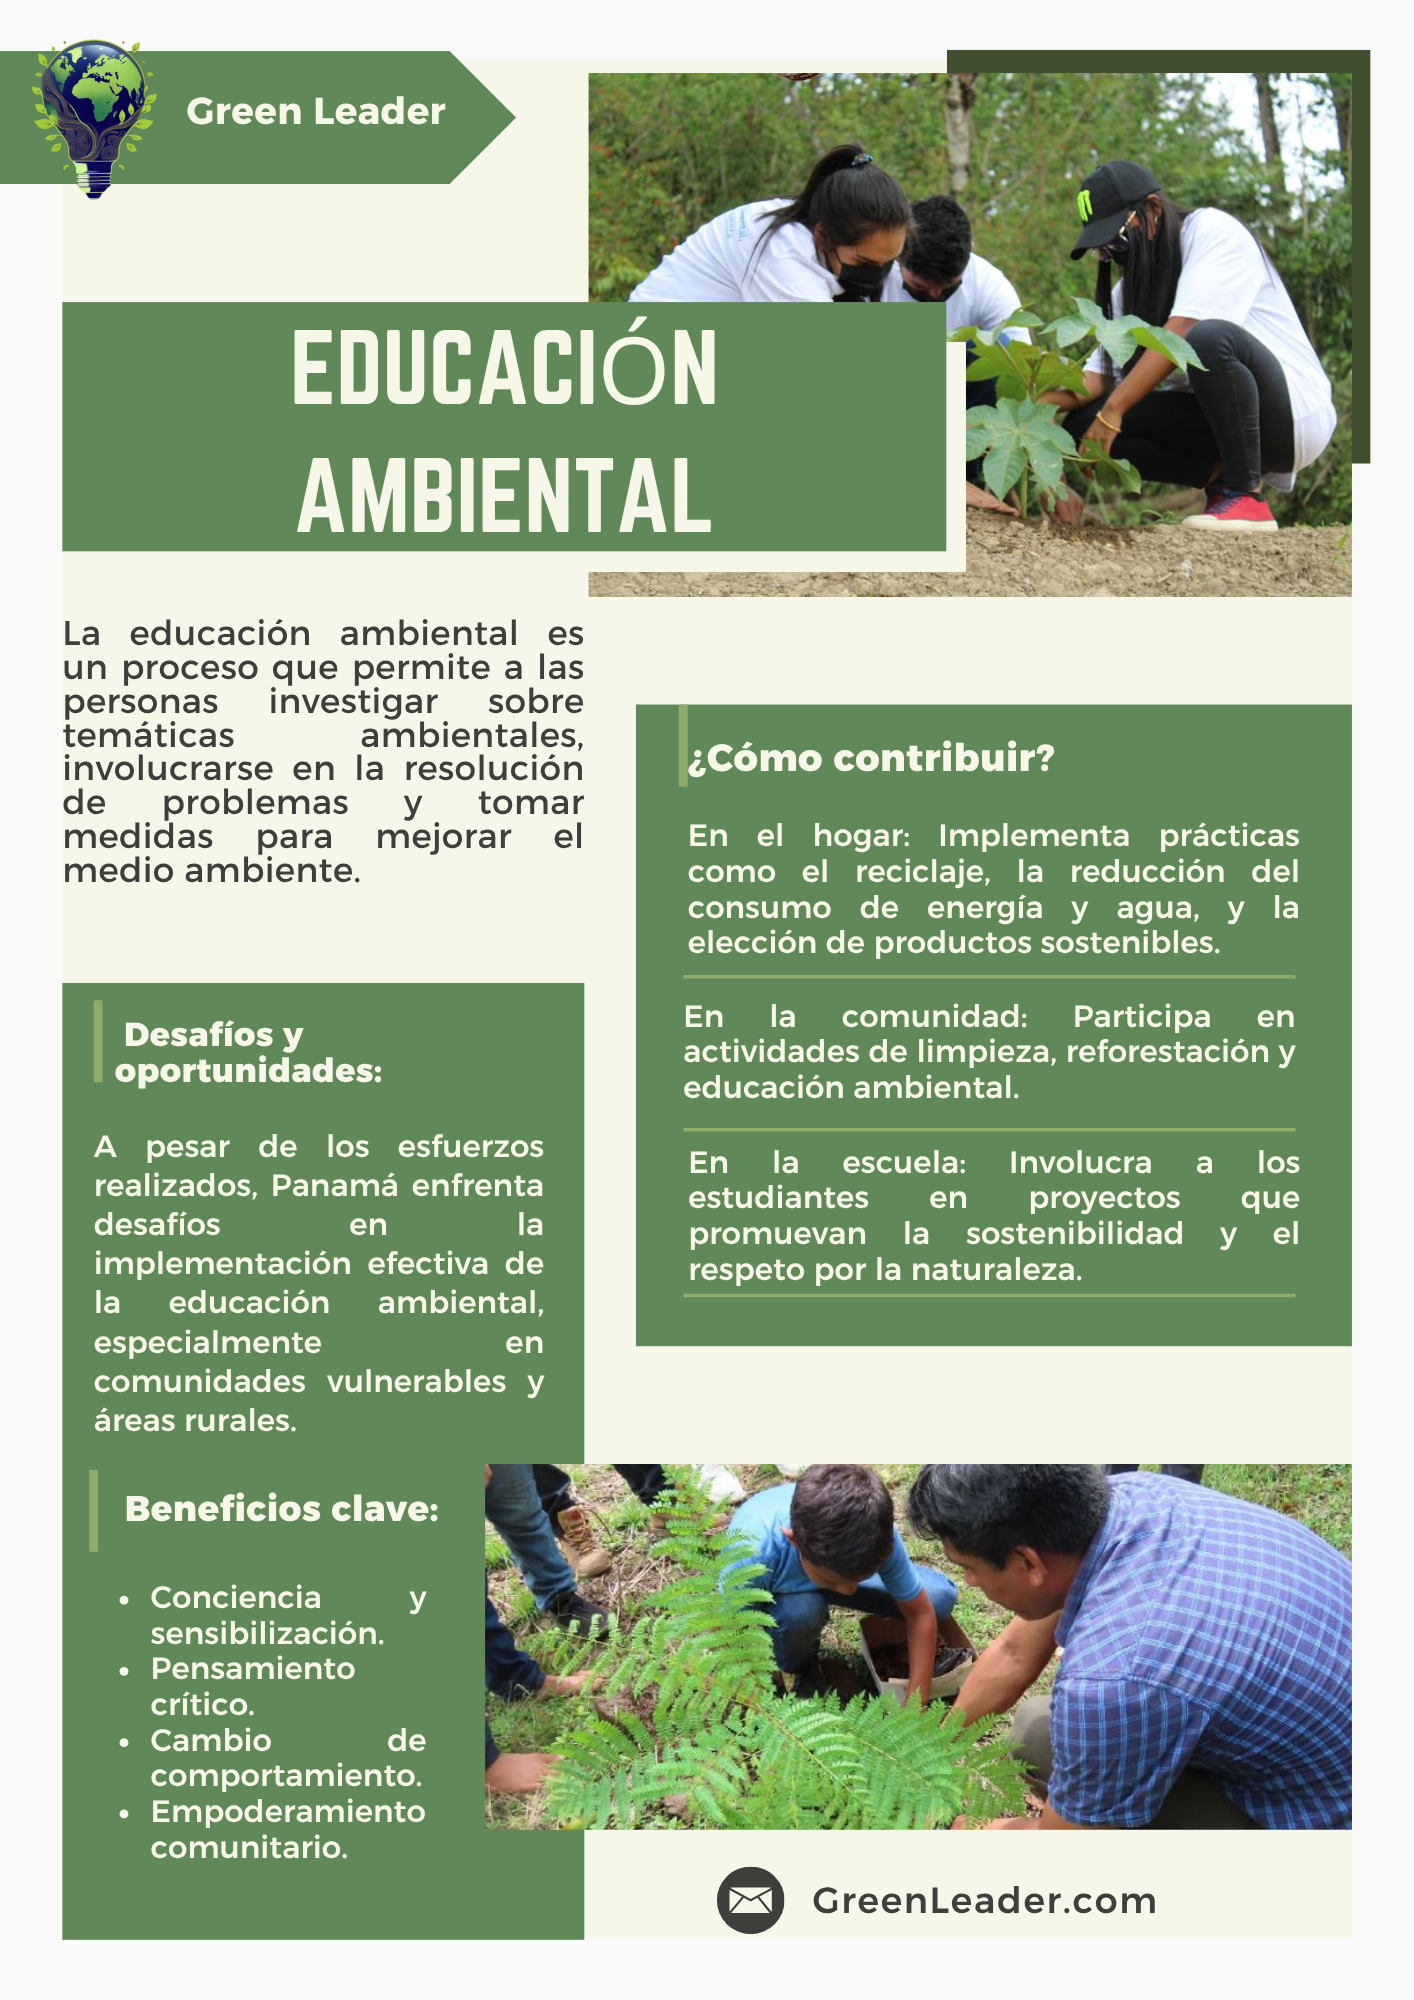 Green Leader
EDUCACIÓN
AMBIENTAL
La educación ambiental es
un proceso que permite a las
personas investigar sobre
temáticas ambientales,
involucrarse en la resolución
de problemas y tomar
medidas para mejorar el
medio ambiente.
¿Cómo contribuir?
En el hogar: Implementa prácticas
como el reciclaje, la reducción del
consumo de energía y agua, y la
elección de productos sostenibles.
En la comunidad: Participa en
actividades de limpieza, reforestación y
educación ambiental.
En la escuela: Involucra a los
estudiantes en proyectos que
promuevan la sostenibilidad y el
respeto por la naturaleza.
Desafíos y
oportunidades:
A pesar de los esfuerzos
realizados, Panamá enfrenta
desafíos en la
implementación efectiva de
la educación ambiental,
especialmente en
comunidades vulnerables y
áreas rurales.
Beneficios clave:
• Conciencia y
sensibilización.
• Pensamiento
crítico.
• Cambio de
comportamiento.
• Empoderamiento
comunitario.
GreenLeader.com